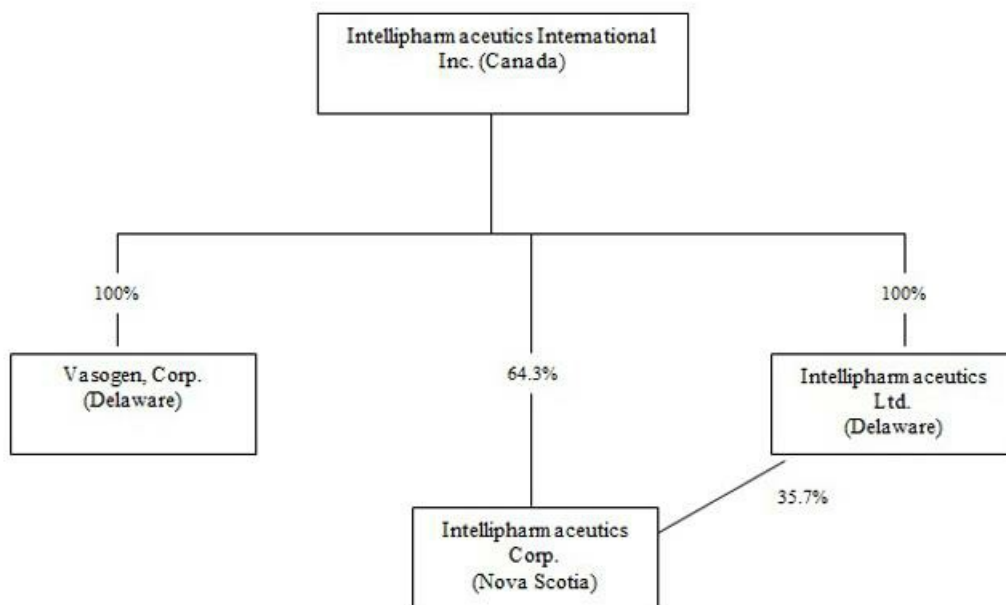 Intellipharmaceutics International
Inc. (Canada)
100%
100%
Vasogen, Corp.
(Delaware)
64.3%
Intellipharmaceutics
Ltd.
(Delaware)
35.7%
Intellipharmaceutics
Corp.
(Nova Scotia)